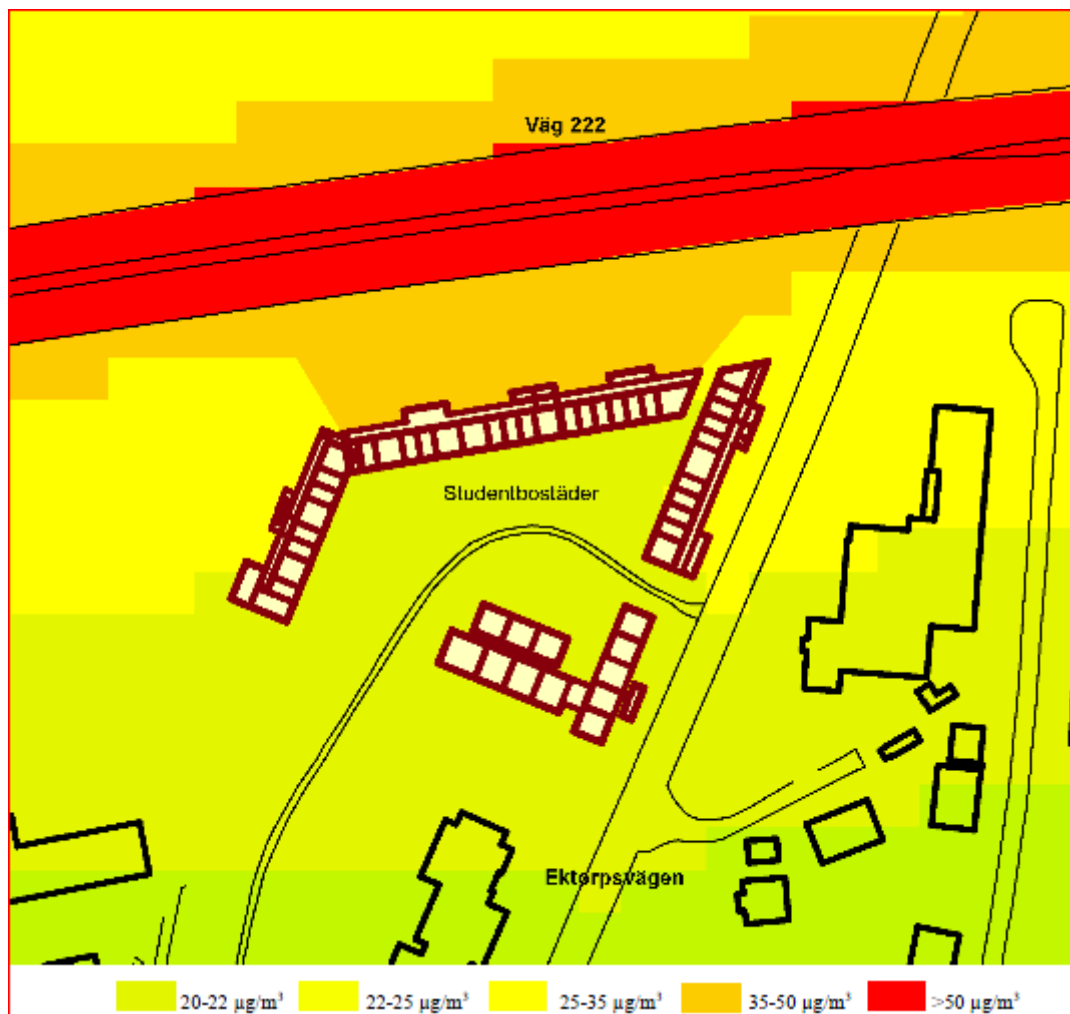 Väg 222
Studentbostäder
Ektorpsvägen
20-22 µg/m³ 22-25 µg/m³ 25-35 µg/m³ 35-50 µg/m³ >50 µg/m³